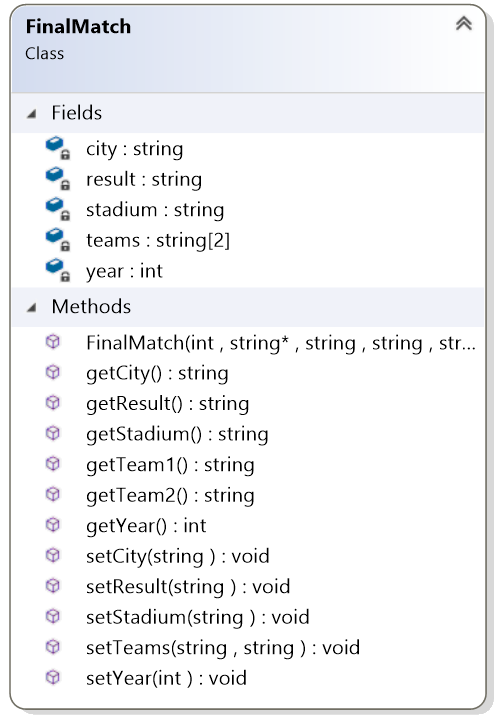 FinalMatch
Class
Fields
city : string
result : string
stadium : string
teams : string[2]
year : int
Methods
FinalMatch(int , string* , string , string , str...
getCity() : string
getResult() : string
getStadium() : string
getTeam1() : string
getTeam2() : string
getYear() : int
setCity(string ) : void
setResult(string ) : void
setStadium(string ) : void
setTeams(string , string ) : void
setYear(int ) : void